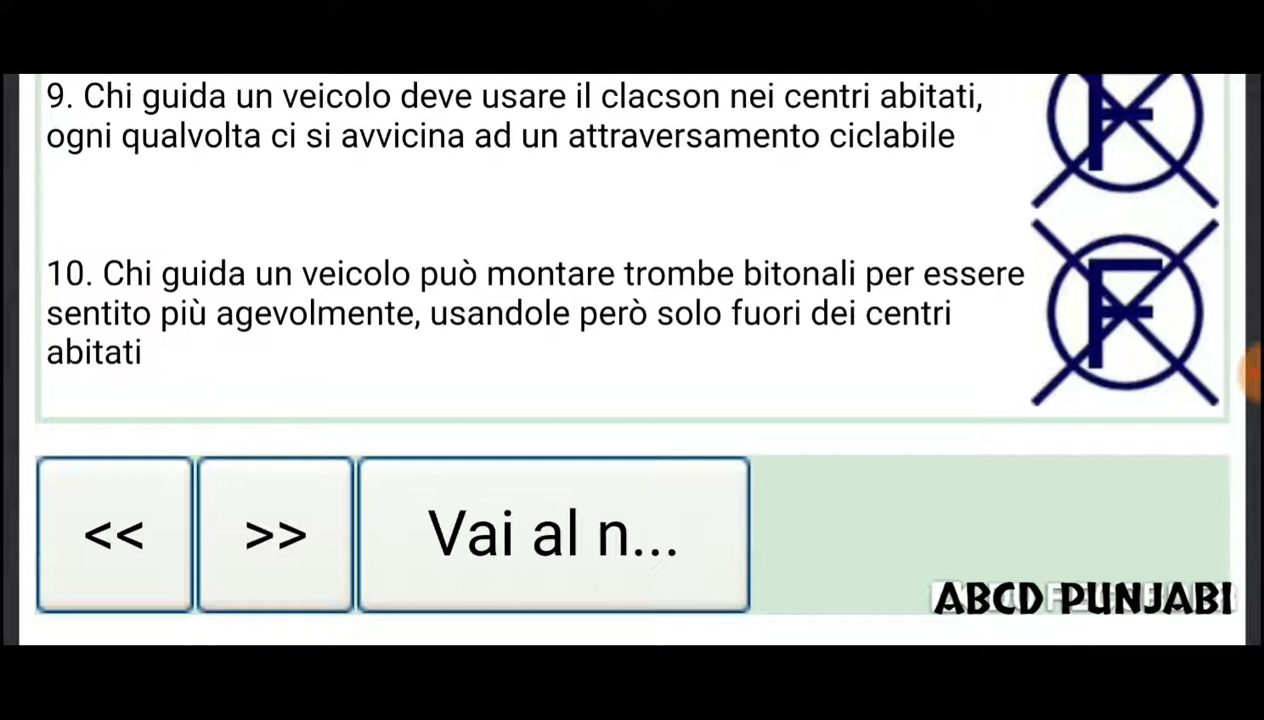 9. Chi guida un veicolo deve usare il clacson nei centri abitati,
ogni qualvolta ci si avvicina ad un attraversamento ciclabile
F
10. Chi guida un veicolo può montare trombe bitonali per essere
sentito più agevolmente, usandole però solo fuori dei centri
abitati
F
<< >> Vai al n...
ABCD PUNJABI